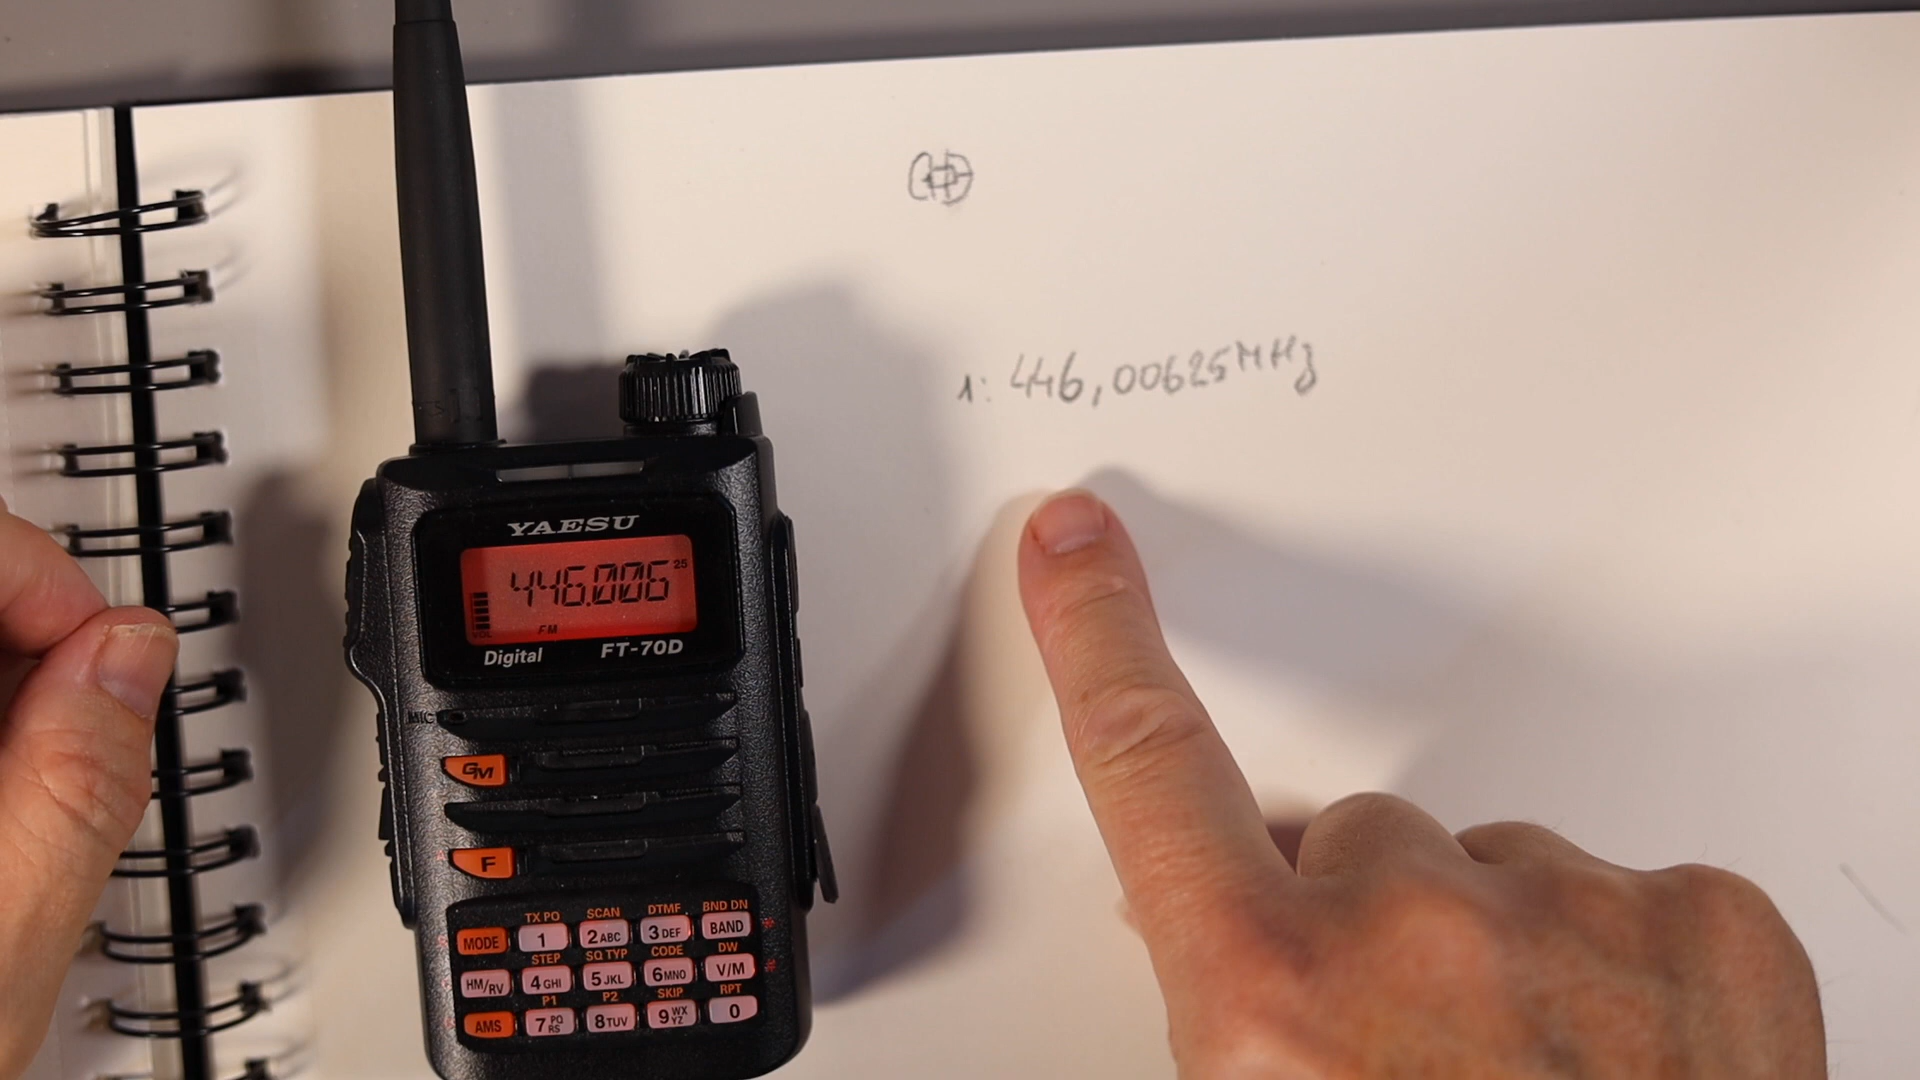 1: 446,00625MHz
YAESU
446.006 25
VOL FM
Digital FT-70D
MIC
GM
F
TX PO SCAN DTMF BND DN
MODE 1 2ABC 3DEF BAND *
STEP SQ TYP CODE DW
HM/RV 4GHI 5JKL 6MNO V/M #
P1 P2 SKIP RPT
AMS 7PQRS 8TUV 9WXYZ 0